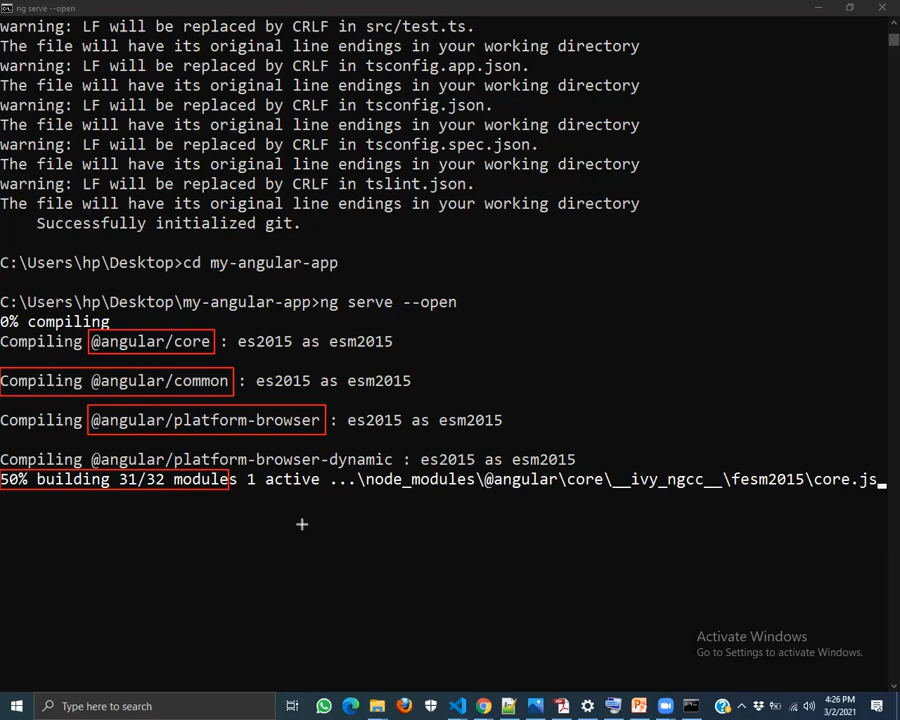 ng serve --open
warning: LF will be replaced by CRLF in src/test.ts.
The file will have its original line endings in your working directory
warning: LF will be replaced by CRLF in tsconfig.app.json.
The file will have its original line endings in your working directory
warning: LF will be replaced by CRLF in tsconfig.json.
The file will have its original line endings in your working directory
warning: LF will be replaced by CRLF in tsconfig.spec.json.
The file will have its original line endings in your working directory
warning: LF will be replaced by CRLF in tslint.json.
The file will have its original line endings in your working directory
Successfully initialized git.
C:\Users\hp\Desktop>cd my-angular-app
C:\Users\hp\Desktop\my-angular-app>ng serve --open
0% compiling
Compiling @angular/core : es2015 as esm2015
Compiling @angular/common : es2015 as esm2015
Compiling @angular/platform-browser : es2015 as esm2015
Compiling @angular/platform-browser-dynamic : es2015 as esm2015
50% building 31/32 modules 1 active ...\node_modules\@angular\core\__ivy_ngcc__\fesm2015\core.js
Activate Windows
Go to Settings to activate Windows.
Type here to search
4:26 PM
3/2/2021